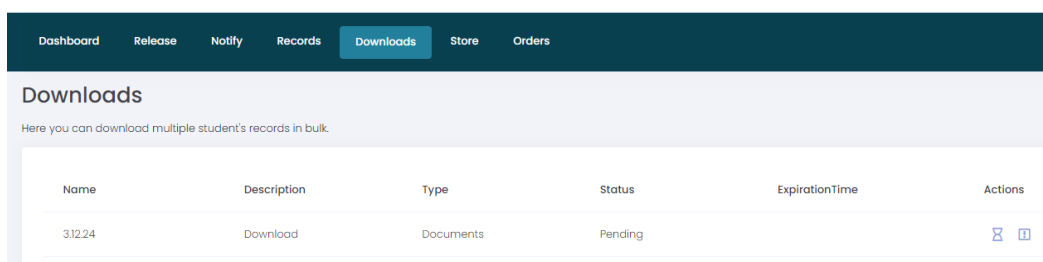 Dashboard Release Notify Records Downloads Store Orders
Downloads
Here you can download multiple student's records in bulk.
Name Description Type Status ExpirationTime Actions
3.12.24 Download Documents Pending